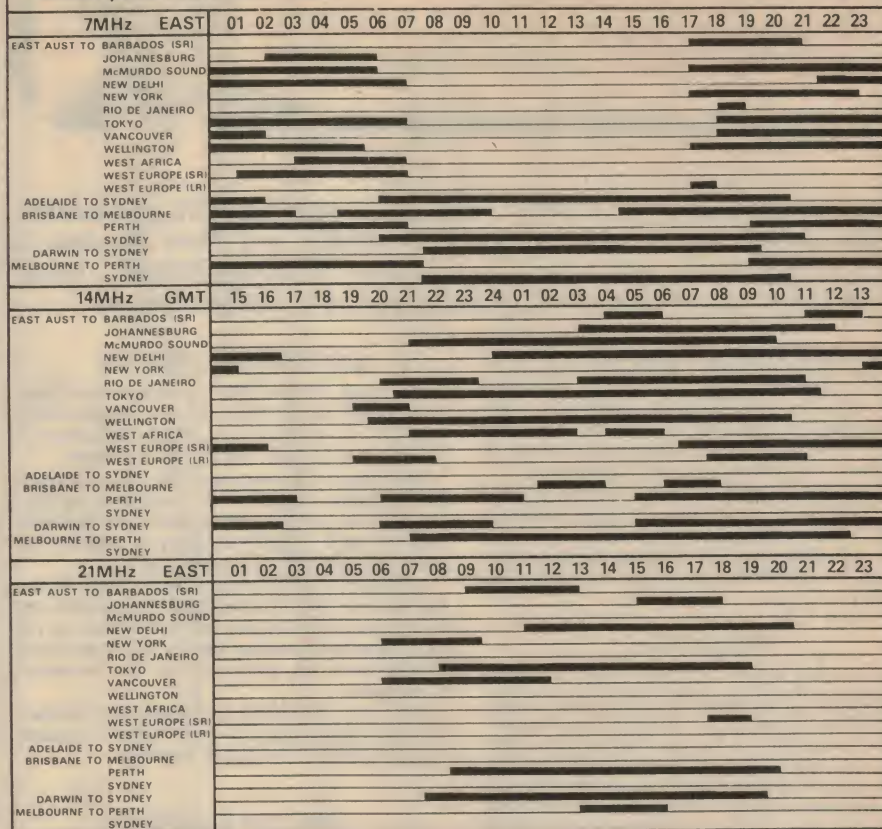 7MHz EAST 01 02 03 04 05 06 07 08 09 10 11 12 13 14 15 16 17 18 19 20 21 22 23
EAST AUST TO BARBADOS (SR)
JOHANNESBURG
McMURDO SOUND
NEW DELHI
NEW YORK
RIO DE JANEIRO
TOKYO
VANCOUVER
WELLINGTON
WEST AFRICA
WEST EUROPE (SR)
WEST EUROPE (LR)
ADELAIDE TO SYDNEY
BRISBANE TO MELBOURNE
PERTH
SYDNEY
DARWIN TO SYDNEY
MELBOURNE TO PERTH
SYDNEY
14MHz GMT 15 16 17 18 19 20 21 22 23 24 01 02 03 04 05 06 07 08 09 10 11 12 13
EAST AUST TO BARBADOS (SR)
JOHANNESBURG
McMURDO SOUND
NEW DELHI
NEW YORK
RIO DE JANEIRO
TOKYO
VANCOUVER
WELLINGTON
WEST AFRICA
WEST EUROPE (SR)
WEST EUROPE (LR)
ADELAIDE TO SYDNEY
BRISBANE TO MELBOURNE
PERTH
SYDNEY
DARWIN TO SYDNEY
MELBOURNE TO PERTH
SYDNEY
21MHz EAST 01 02 03 04 05 06 07 08 09 10 11 12 13 14 15 16 17 18 19 20 21 22 23
EAST AUST TO BARBADOS (SR)
JOHANNESBURG
McMURDO SOUND
NEW DELHI
NEW YORK
RIO DE JANEIRO
TOKYO
VANCOUVER
WELLINGTON
WEST AFRICA
WEST EUROPE (SR)
WEST EUROPE (LR)
ADELAIDE TO SYDNEY
BRISBANE TO MELBOURNE
PERTH
SYDNEY
DARWIN TO SYDNEY
MELBOURNE TO PERTH
SYDNEY